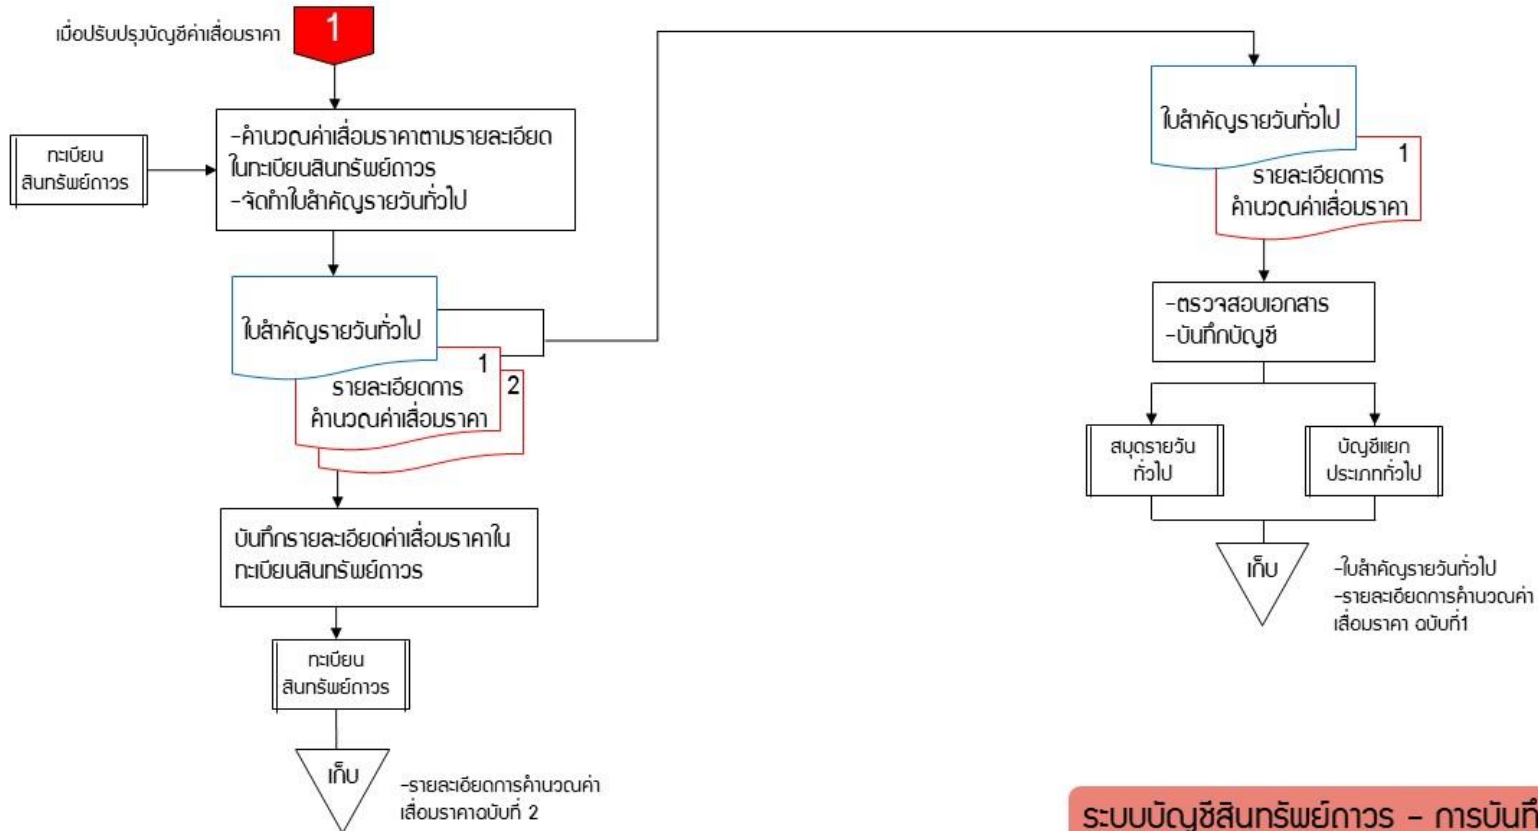 เมื่อปรับปรุงบัญชีค่าเสื่อมราคา
1
ทะเบียน
สินทรัพย์ถาวร
-คำนวณค่าเสื่อมราคาตามรายละเอียด
ในทะเบียนสินทรัพย์ถาวร
-จัดทำใบสำคัญรายวันทั่วไป
ใบสำคัญรายวันทั่วไป
1
2
รายละเอียดการ
คำนวณค่าเสื่อมราคา
บันทึกรายละเอียดค่าเสื่อมราคาใน
ทะเบียนสินทรัพย์ถาวร
ทะเบียน
สินทรัพย์ถาวร
เก็บ
-รายละเอียดการคำนวณค่า
เสื่อมราคาฉบับที่ 2
ใบสำคัญรายวันทั่วไป
1
รายละเอียดการ
คำนวณค่าเสื่อมราคา
-ตรวจสอบเอกสาร
-บันทึกบัญชี
สมุดรายวัน
ทั่วไป
บัญชีแยก
ประเภททั่วไป
เก็บ
-ใบสำคัญรายวันทั่วไป
-รายละเอียดการคำนวณค่า
เสื่อมราคา ฉบับที่1
ระบบบัญชีสินทรัพย์ถาวร - การบันทึ